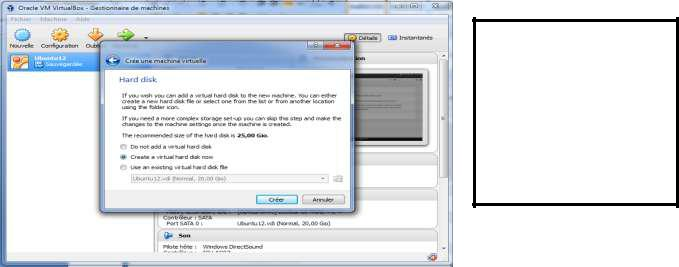 Oracle VM VirtualBox - Gestionnaire de machines
Fichier Machine Aide
Nouvelle Configuration
Détails Instantanés
Ubuntu12
Sauvegardée
Crée une machine virtuelle
Hard disk
If you wish you can add a virtual hard disk to the new machine. You can either
create a new hard disk file or select one from the list or from another location
using the folder icon.
If you need a more complex storage set-up you can skip this step and make the
changes to the machine settings once the machine is created.
The recommended size of the hard disk is 25,00 Gio.
Do not add a virtual hard disk
Create a virtual hard disk now
Use an existing virtual hard disk file
Ubuntu12.vdi (Normal, 20,00 Gio)
Créer Annuler
Contrôleur : SATA
Port SATA 0 : Ubuntu12.vdi (Normal, 20,00 Gio)
Son
Pilote hôte : Windows DirectSound